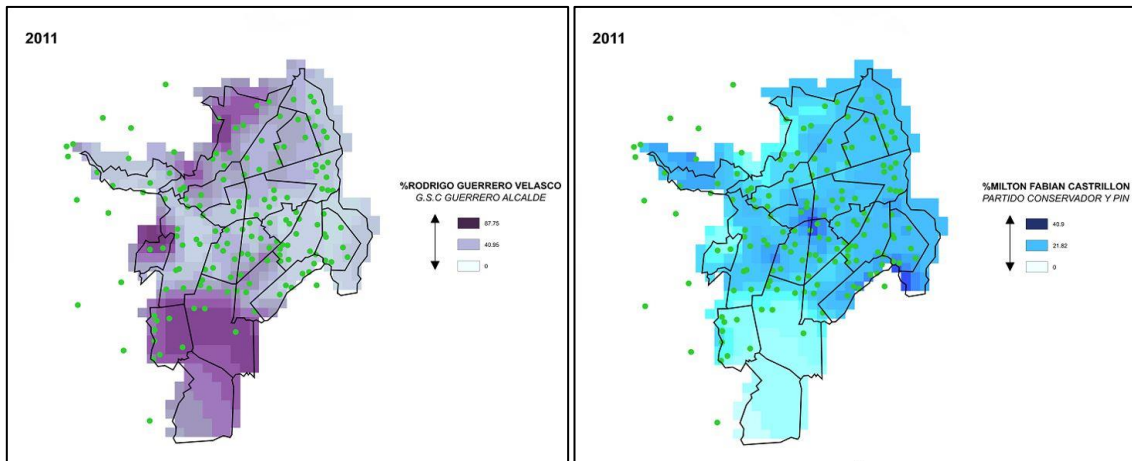 2011
%RODRIGO GUERRERO VELASCO
G.S.C GUERRERO ALCALDE
67.75
40.95
0
2011
%MILTON FABIAN CASTRILLON
PARTIDO CONSERVADOR Y PIN
40.9
21.82
0